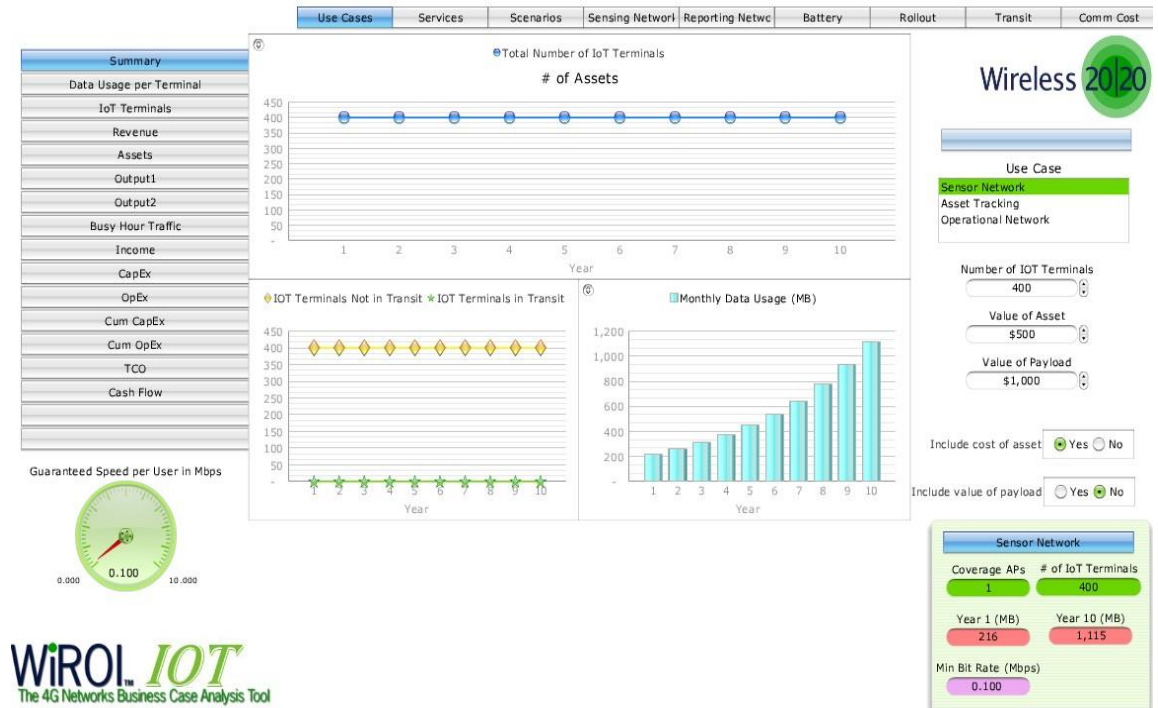 Use Cases
Services
Scenarios
Sensing Networl
Reporting Netwc
Battery
Rollout
Transit
Comm Cost
Summary
Data Usage per Terminal
IoT Terminals
Revenue
Assets
Output1
Output2
Busy Hour Traffic
Income
CapEx
OpEx
Cum CapEx
Cum OpEx
TCO
Cash Flow
Guaranteed Speed per User in Mbps
0.100
0.000
10.000
WiROI™ IOT
The 4G Networks Business Case Analysis Tool
Total Number of IoT Terminals
# of Assets
450
400
350
300
250
200
150
100
50
-
1 2 3 4 5 6 7 8 9 10
Year
IOT Terminals Not in Transit IOT Terminals in Transit
450
400
350
300
250
200
150
100
50
-
1 2 3 4 5 6 7 8 9 10
Year
Monthly Data Usage (MB)
1,200
1,000
800
600
400
200
-
1 2 3 4 5 6 7 8 9 10
Year
Wireless 20|20
Use Case
Sensor Network
Asset Tracking
Operational Network
Number of IOT Terminals
400
Value of Asset
$500
Value of Payload
$1,000
Include cost of asset Yes No
Include value of payload Yes No
Sensor Network
Coverage APs # of IoT Terminals
1 400
Year 1 (MB) Year 10 (MB)
216 1,115
Min Bit Rate (Mbps)
0.100